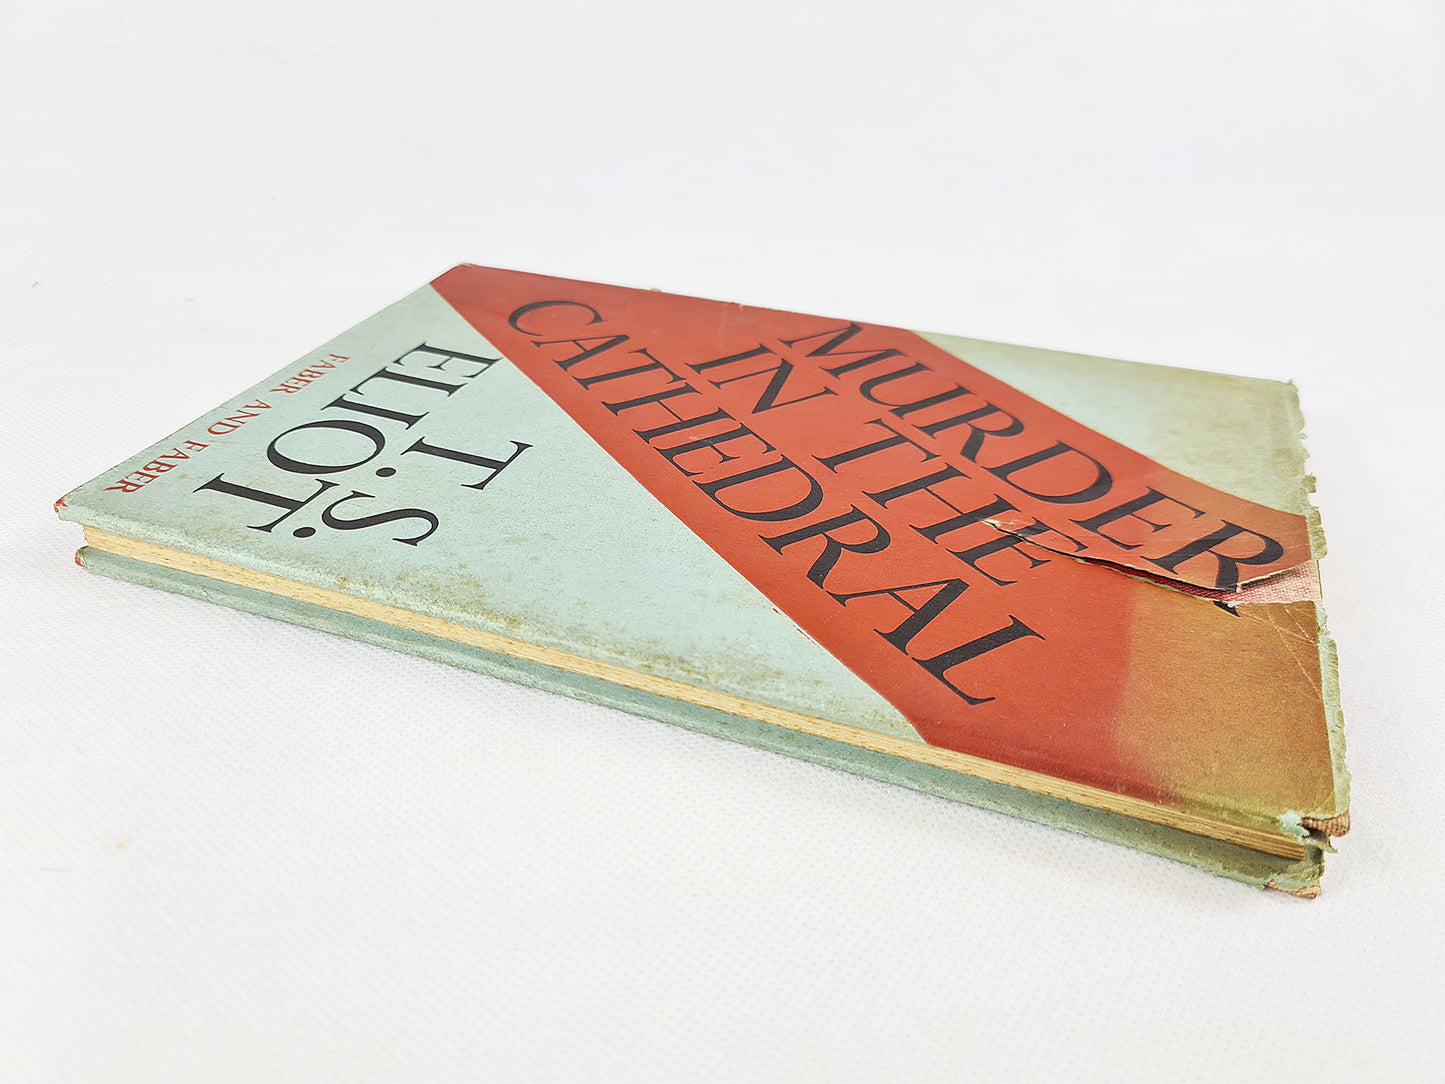 MURDER
IN THE
CATHEDRAL
T.S.
ELIOT
FABER AND FABER